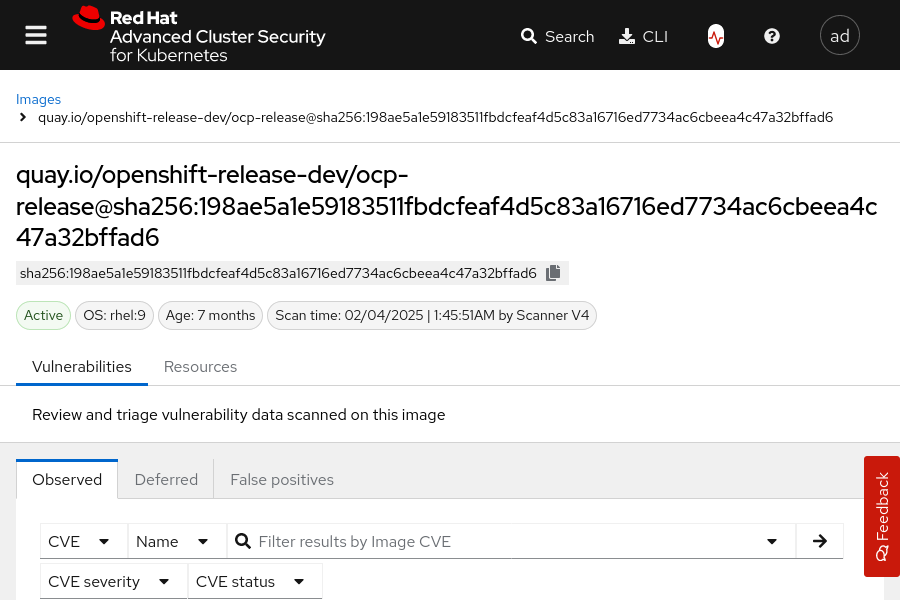 Red Hat
Advanced Cluster Security
for Kubernetes
Search
CLI
ad
Images
quay.io/openshift-release-dev/ocp-release@sha256:198ae5a1e59183511fbdcfeaf4d5c83a16716ed7734ac6cbeea4c47a32bffad6
quay.io/openshift-release-dev/ocp-
release@sha256:198ae5a1e59183511fbdcfeaf4d5c83a16716ed7734ac6cbeea4c
47a32bffad6
sha256:198ae5a1e59183511fbdcfeaf4d5c83a16716ed7734ac6cbeea4c47a32bffad6
Active
OS: rhel:9
Age: 7 months
Scan time: 02/04/2025 | 1:45:51AM by Scanner V4
Vulnerabilities
Resources
Review and triage vulnerability data scanned on this image
Observed
Deferred
False positives
Feedback
CVE
Name
Filter results by Image CVE
CVE severity
CVE status